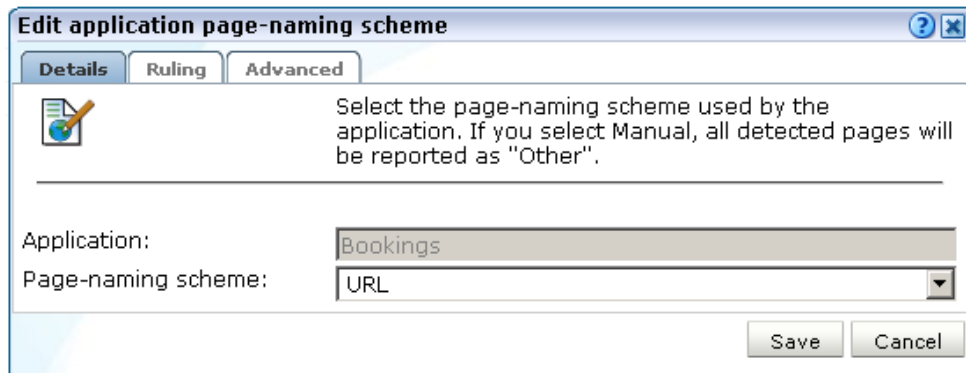 Edit application page-naming scheme
?
Details Ruling Advanced
Select the page-naming scheme used by the
application. If you select Manual, all detected pages will
be reported as "Other".
Application: Bookings
Page-naming scheme: URL
Save Cancel